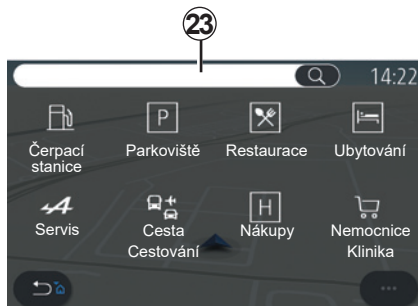 23
14:22
Čerpací
stanice
Parkoviště
Restaurace
Ubytování
Servis
Cesta
Cestování
Nákupy
Nemocnice
Klinika
P
H